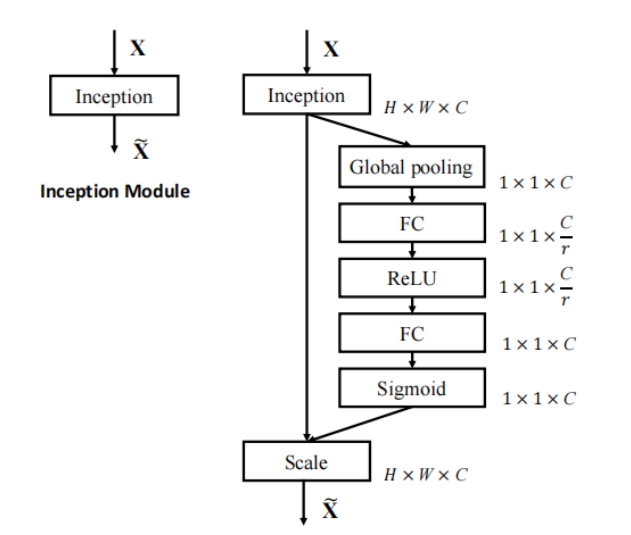 X
Inception
X̃
Inception Module
X
Inception
H × W × C
Global pooling
1 × 1 × C
FC
1 × 1 × C/r
ReLU
1 × 1 × C/r
FC
1 × 1 × C
Sigmoid
1 × 1 × C
Scale
H × W × C
X̃